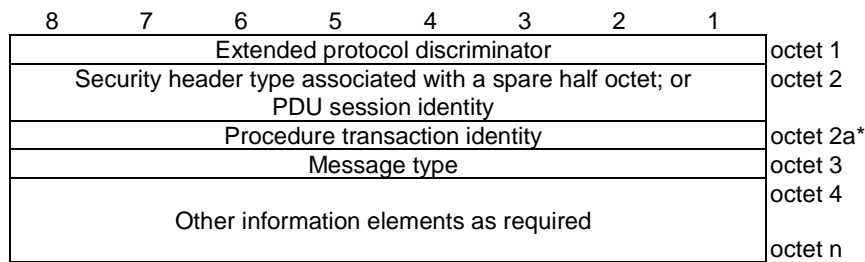 8 7 6 5 4 3 2 1
Extended protocol discriminator octet 1
Security header type associated with a spare half octet; or octet 2
PDU session identity
Procedure transaction identity octet 2a*
Message type octet 3
octet 4
Other information elements as required
octet n